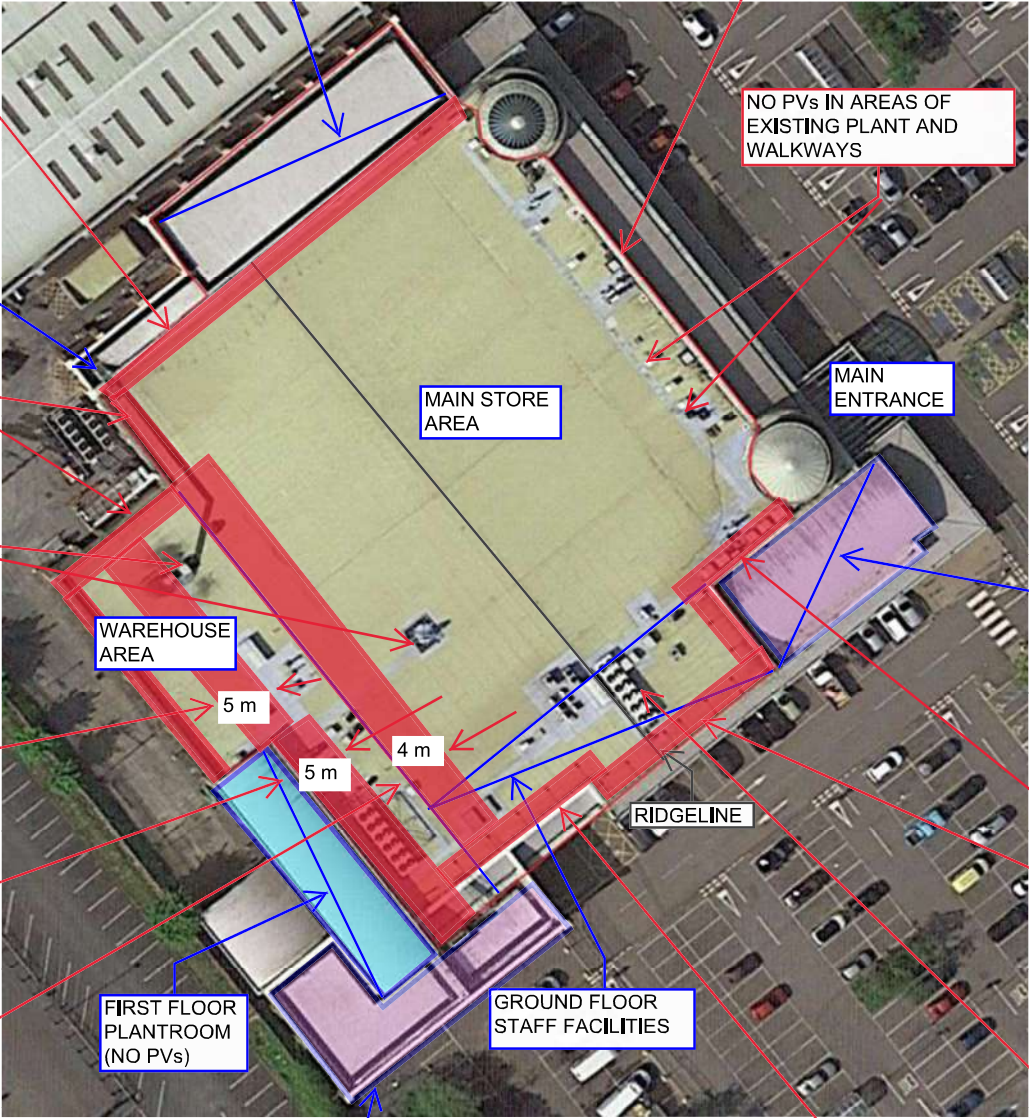 NO PVs IN AREAS OF
EXISTING PLANT AND
WALKWAYS
MAIN STORE
AREA
MAIN
ENTRANCE
WAREHOUSE
AREA
5 m
4 m
5 m
RIDGELINE
FIRST FLOOR
PLANTROOM
(NO PVs)
GROUND FLOOR
STAFF FACILITIES